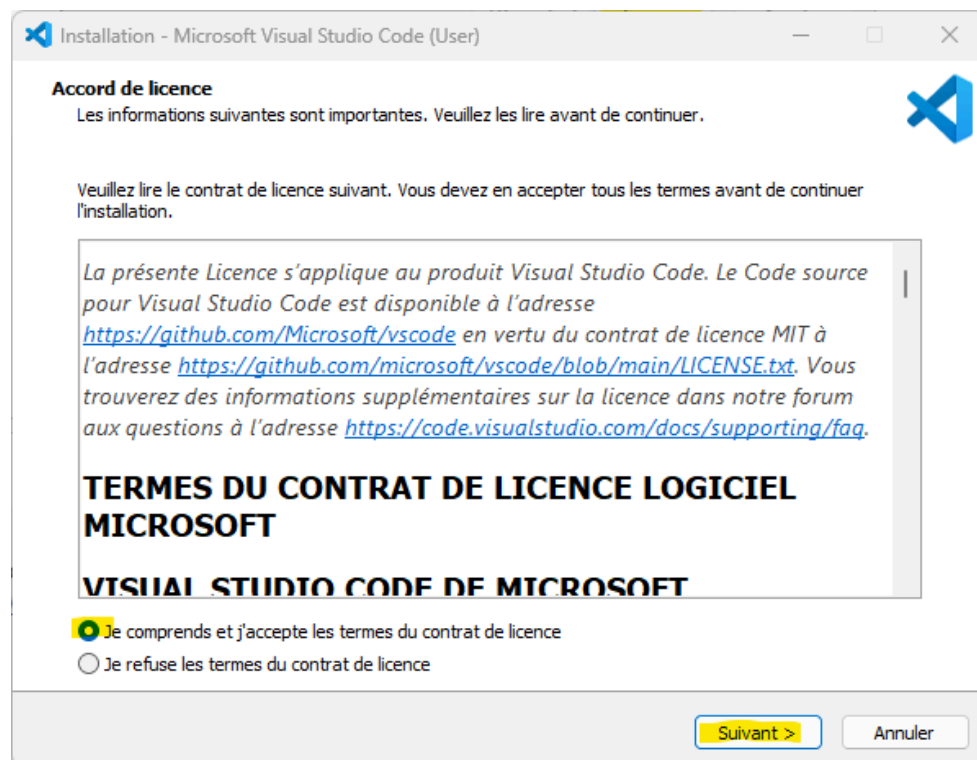 Installation - Microsoft Visual Studio Code (User)
Accord de licence
Les informations suivantes sont importantes. Veuillez les lire avant de continuer.
Veuillez lire le contrat de licence suivant. Vous devez en accepter tous les termes avant de continuer
l'installation.
La présente Licence s’applique au produit Visual Studio Code. Le Code source
pour Visual Studio Code est disponible à l’adresse
https://github.com/Microsoft/vscode en vertu du contrat de licence MIT à
l’adresse https://github.com/microsoft/vscode/blob/main/LICENSE.txt. Vous
trouverez des informations supplémentaires sur la licence dans notre forum
aux questions à l’adresse https://code.visualstudio.com/docs/supporting/faq.
TERMES DU CONTRAT DE LICENCE LOGICIEL
MICROSOFT
VISUAL STUDIO CODE DE MICROSOFT
Je comprends et j'accepte les termes du contrat de licence
Je refuse les termes du contrat de licence
Suivant >
Annuler